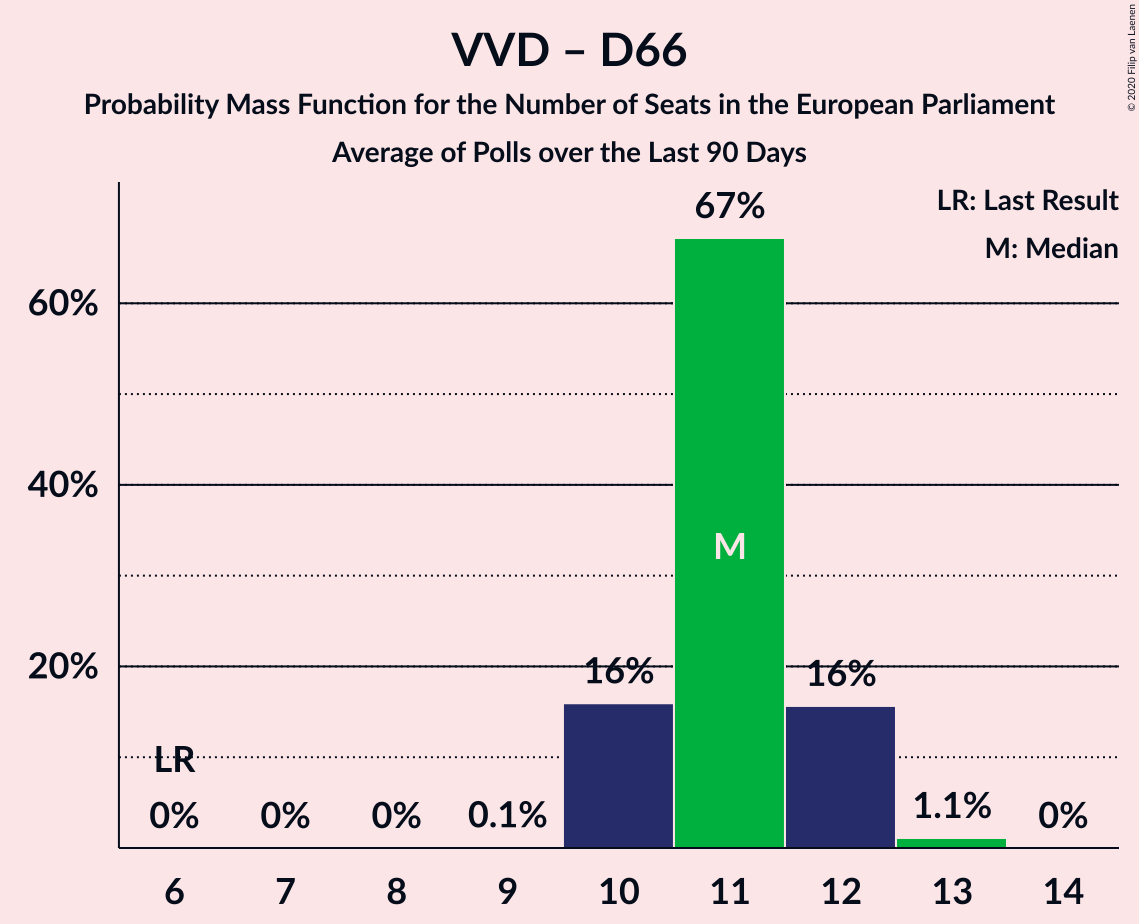 VVD – D66
Probability Mass Function for the Number of Seats in the European Parliament
Average of Polls over the Last 90 Days
© 2020 Filip van Laenen
LR: Last Result
M: Median
67%
60%
40%
20%
M
16%
16%
LR
0%
0%
0%
0.1%
1.1%
0%
6 7 8 9 10 11 12 13 14